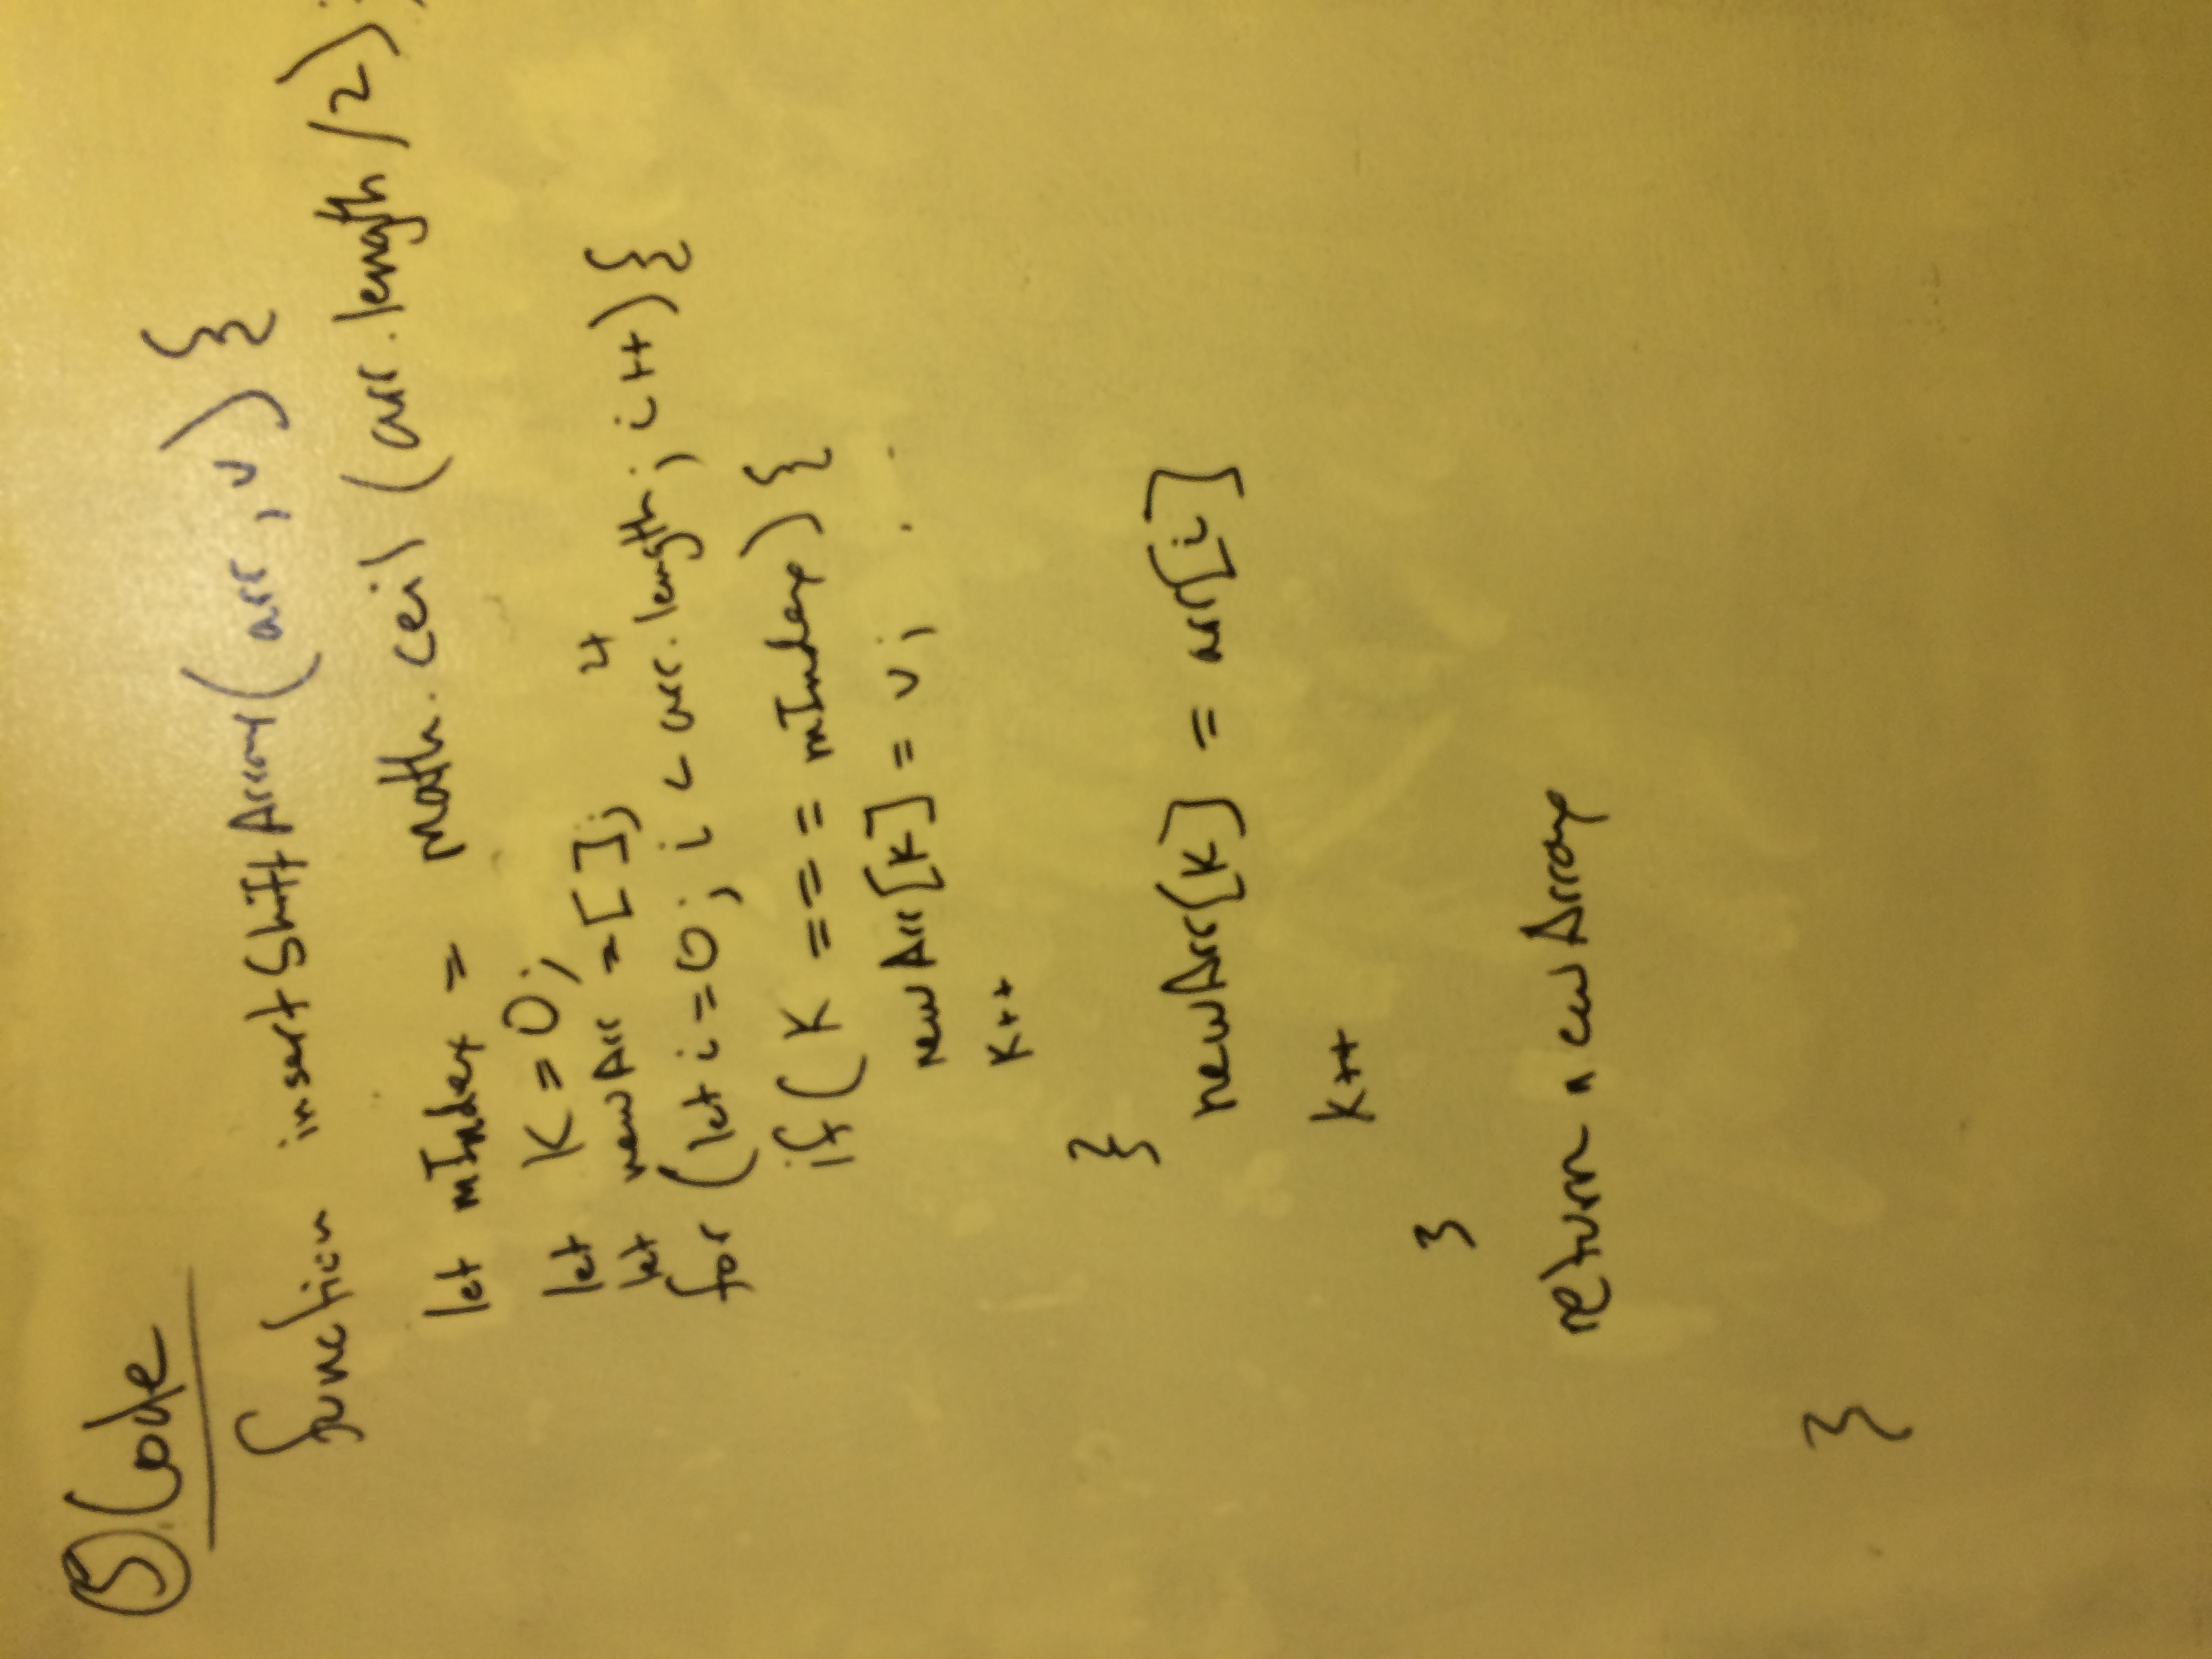 ⑤ Code
function insertShiftArray(arr, v) {
let mIndex = math.ceil (arr.length /2);
let K = 0;
let newArr = [ ];
4
for (let i=0; i < arr.length; i++) {
if( K === mIndex) {
newArr[K] = v;
K++
}
newArr[K] = arr[i]
K++
}
return newArray
}